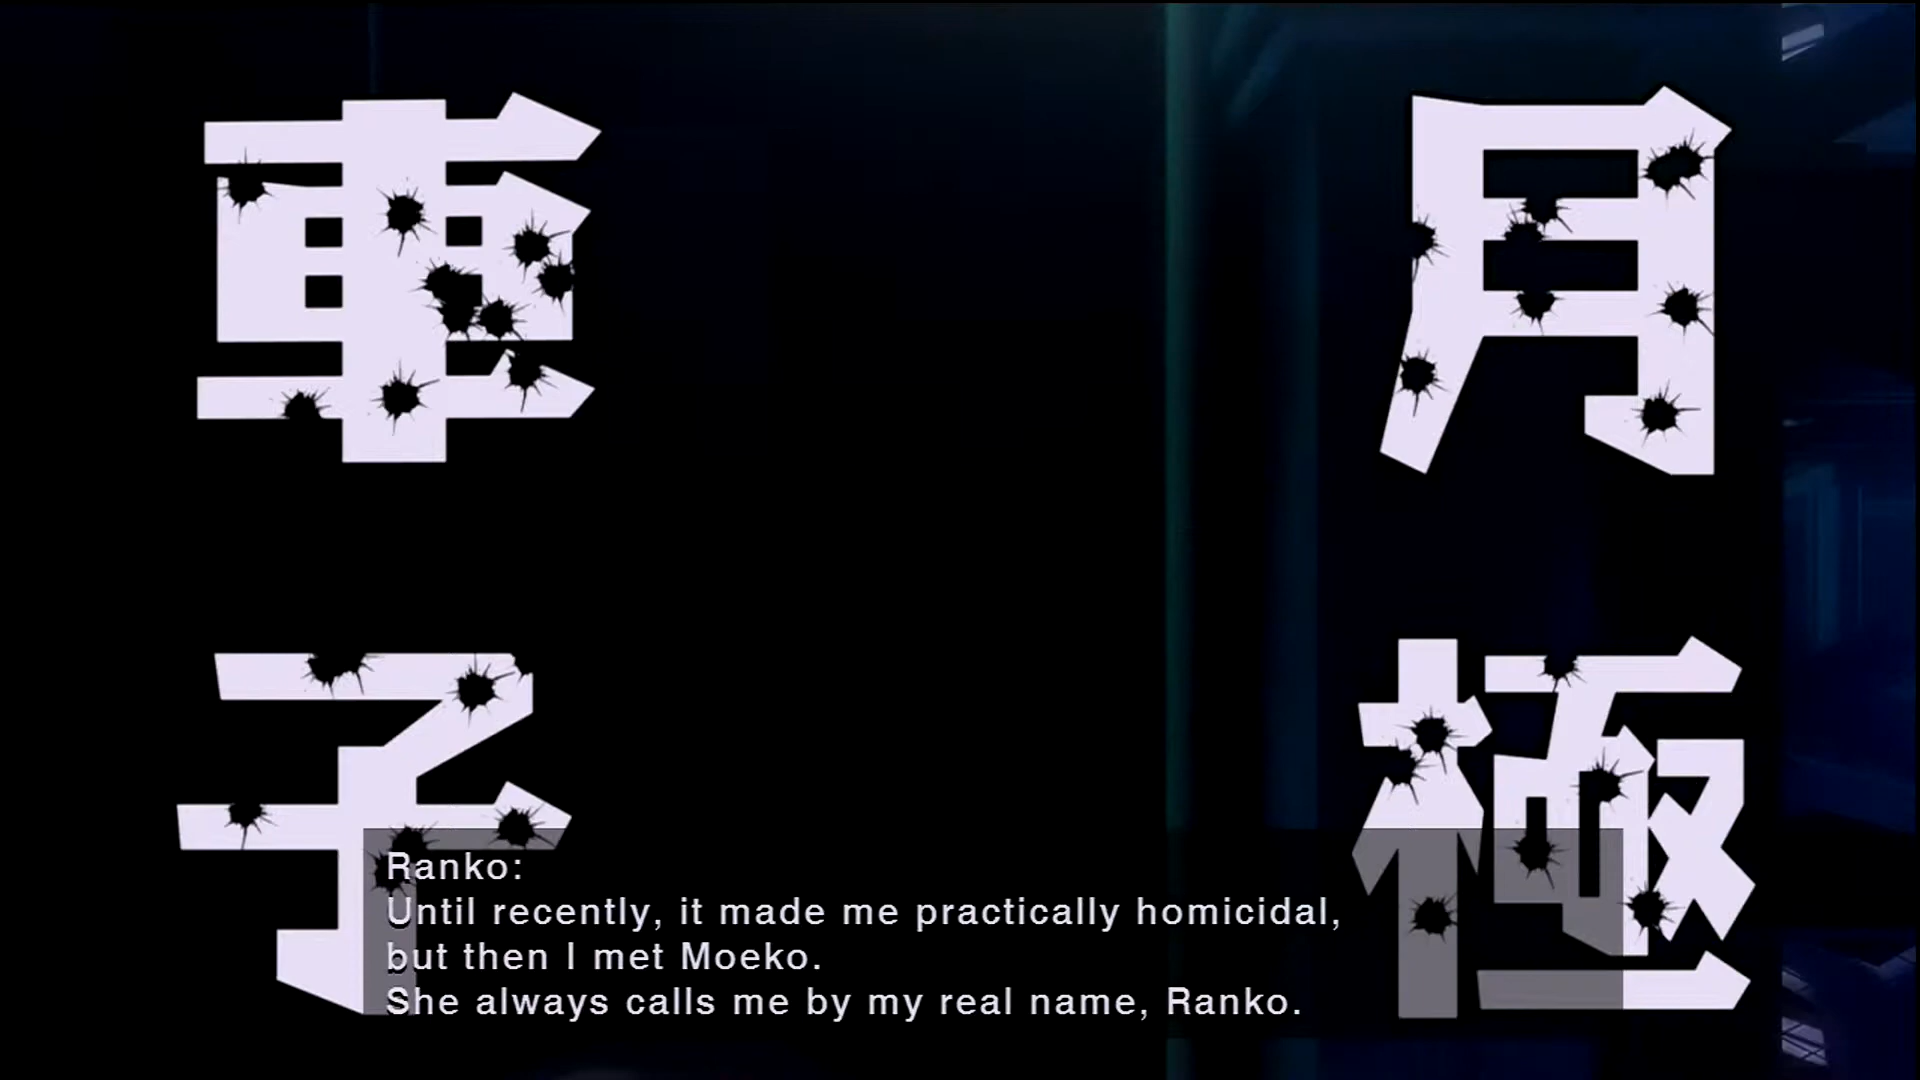 月極
車子
Ranko:
Until recently, it made me practically homicidal,
but then I met Moeko.
She always calls me by my real name, Ranko.